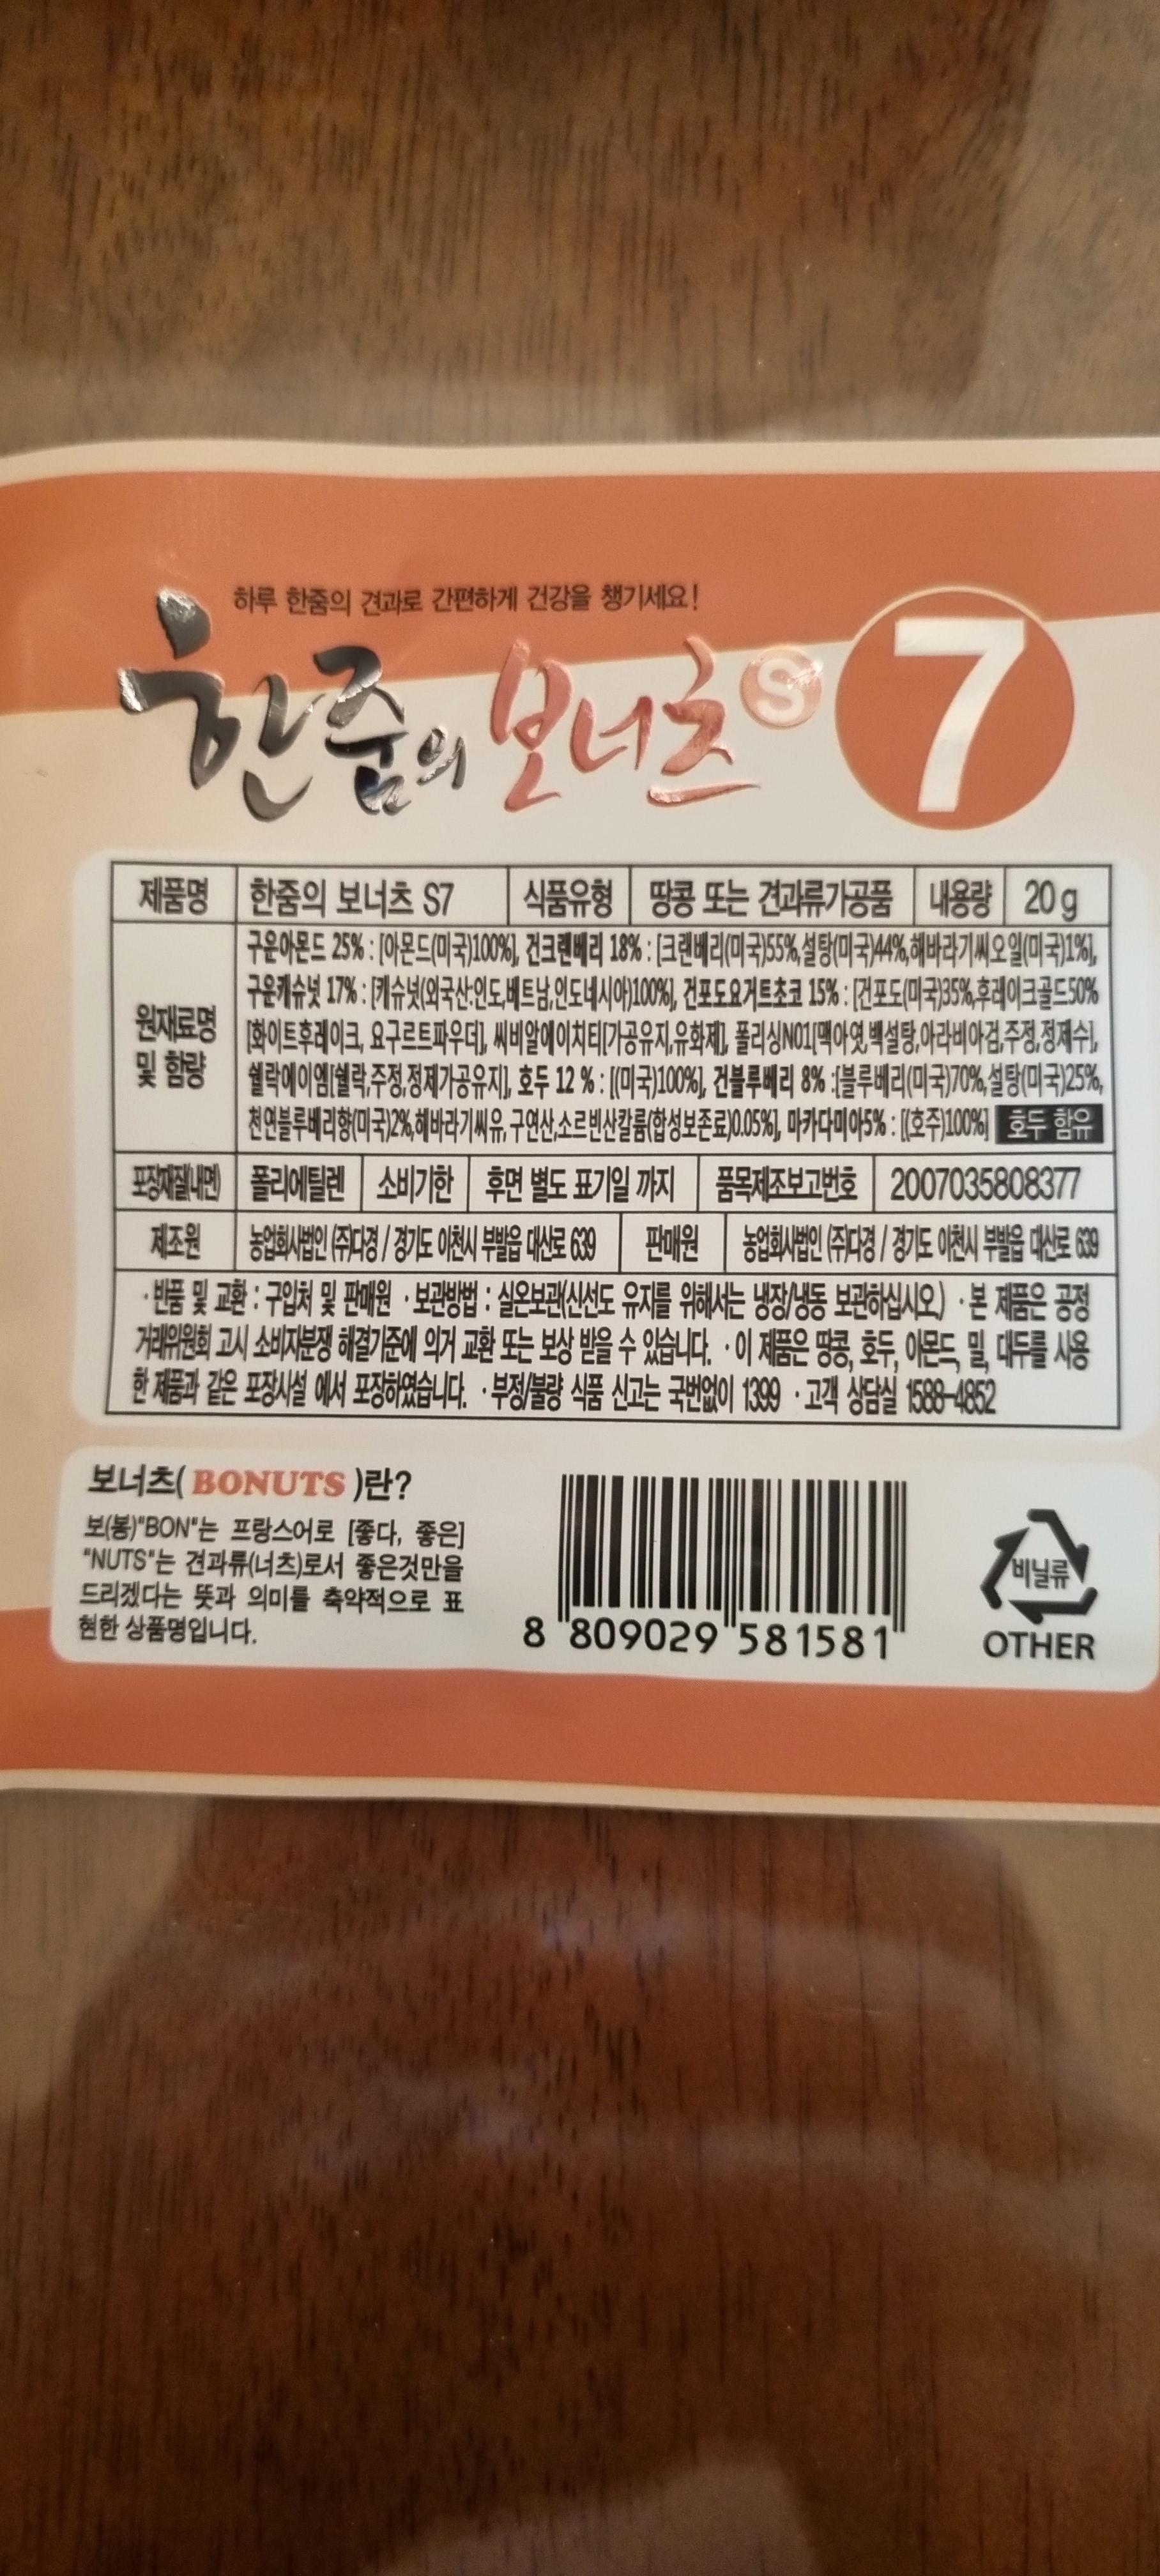 하루 한줌의 견과로 간편하게 건강을 챙기세요!
한줌의 보너츠 S 7
제품명 한줌의 보너츠 S7 식품유형 땅콩 또는 견과류가공품 내용량 20 g
원재료명 및 함량
구운아몬드 25% : [아몬드(미국)100%], 건크랜베리 18% : [크랜베리(미국)55%,설탕(미국)44%,해바라기씨오일(미국)1%],
구운캐슈넛 17% : [캐슈넛(외국산:인도,베트남,인도네시아)100%], 건포도요거트초코 15% : [건포도(미국)35%,후레이크골드50%
[화이트후레이크, 요구르트파우더], 씨비알에이치티[가공유지,유화제], 폴리싱N01[맥아엿,백설탕,아라비아검,주정,정제수],
쉘락에이엠[쉘락,주정,정제가공유지], 호두 12 % : [(미국)100%], 건블루베리 8% :[블루베리(미국)70%,설탕(미국)25%,
천연블루베리향(미국)2%,해바라기씨유, 구연산,소르빈산칼륨(합성보존료)0.05%], 마카다미아5% : [(호주)100%] 호두 함유
포장재질(내면) 폴리에틸렌 소비기한 후면 별도 표기일 까지 품목제조보고번호 2007035808377
제조원 농업회사법인 (주)다경 / 경기도 이천시 부발읍 대산로 639 판매원 농업회사법인 (주)다경 / 경기도 이천시 부발읍 대산로 639
·반품 및 교환 : 구입처 및 판매원 ·보관방법 : 실온보관(신선도 유지를 위해서는 냉장/냉동 보관하십시오) ·본 제품은 공정
거래위원회 고시 소비자분쟁 해결기준에 의거 교환 또는 보상 받을 수 있습니다. ·이 제품은 땅콩, 호두, 아몬드, 밀, 대두를 사용
한 제품과 같은 포장시설 에서 포장하였습니다. ·부정/불량 식품 신고는 국번없이 1399 ·고객 상담실 1588-4852
보너츠( BONUTS )란?
보(봉)"BON"는 프랑스어로 [좋다, 좋은]
"NUTS"는 견과류(너츠)로서 좋은것만을
드리겠다는 뜻과 의미를 축약적으로 표
현한 상품명입니다.
8 809029 581581
비닐류
OTHER